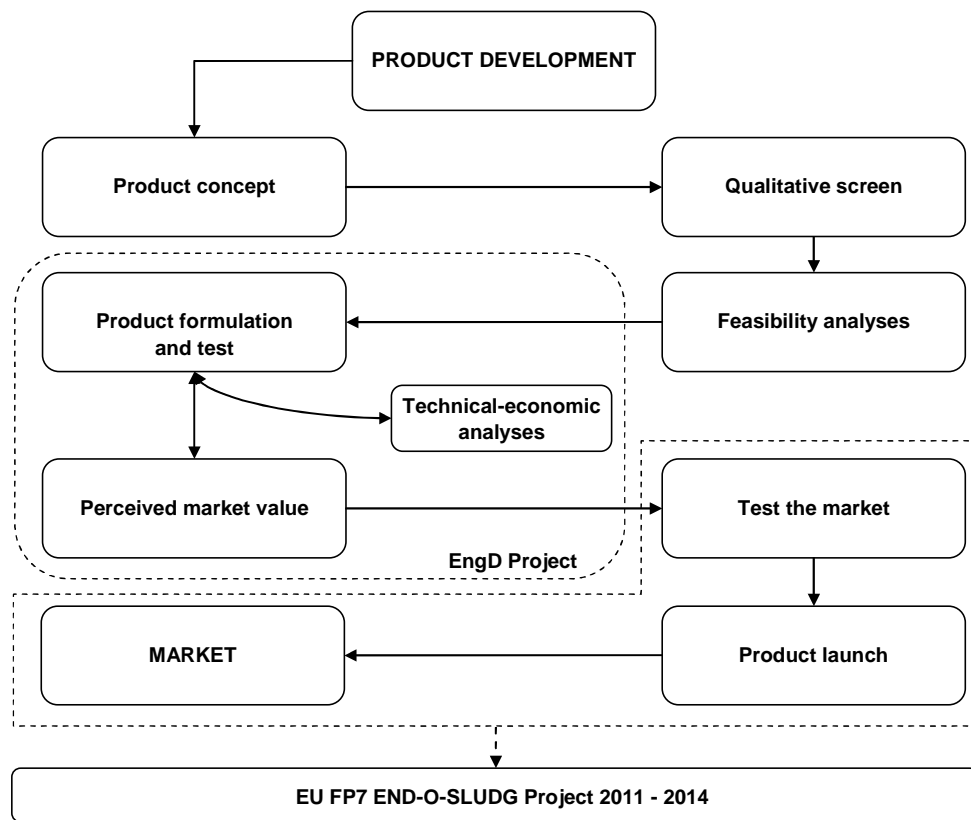 PRODUCT DEVELOPMENT
Product concept
Qualitative screen
Product formulation
and test
Feasibility analyses
Technical-economic
analyses
Perceived market value
Test the market
EngD Project
MARKET
Product launch
EU FP7 END-O-SLUDG Project 2011 - 2014